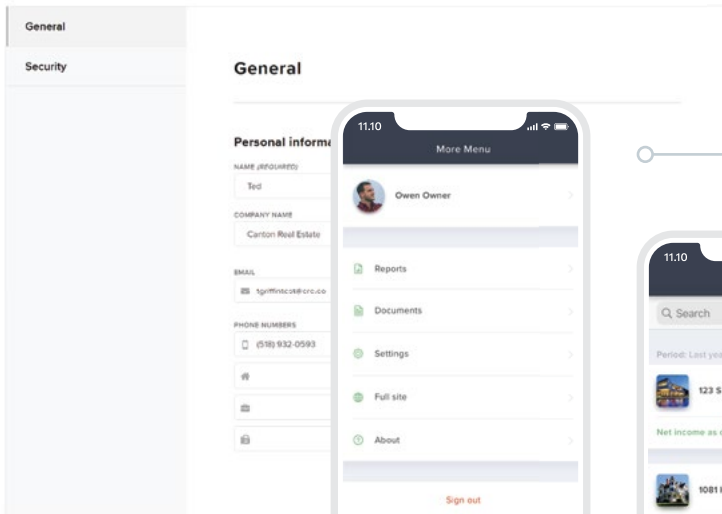 General
Security
General
Personal informa
NAME (REQUIRED)
Ted
COMPANY NAME
Canton Real Estate
EMAIL
PHONE NUMBERS
(518) 932-0593
11.10
More Menu
Owen Owner
Reports
Documents
Settings
Full site
About
Sign out
11.10
Search
Period: Last yea
123 S
Net income as o
1081